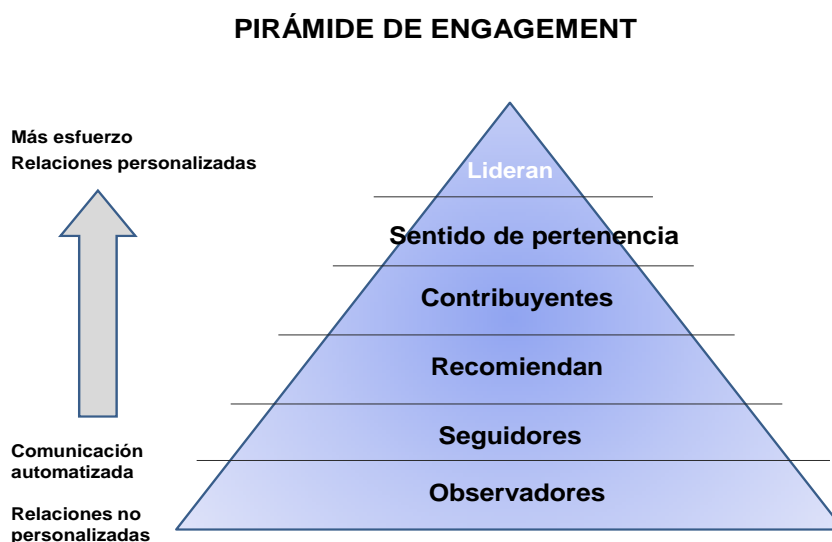 PIRÁMIDE DE ENGAGEMENT
Más esfuerzo
Relaciones personalizadas
Lideran
Sentido de pertenencia
Contribuyentes
Recomiendan
Seguidores
Observadores
Comunicación
automatizada
Relaciones no
personalizadas